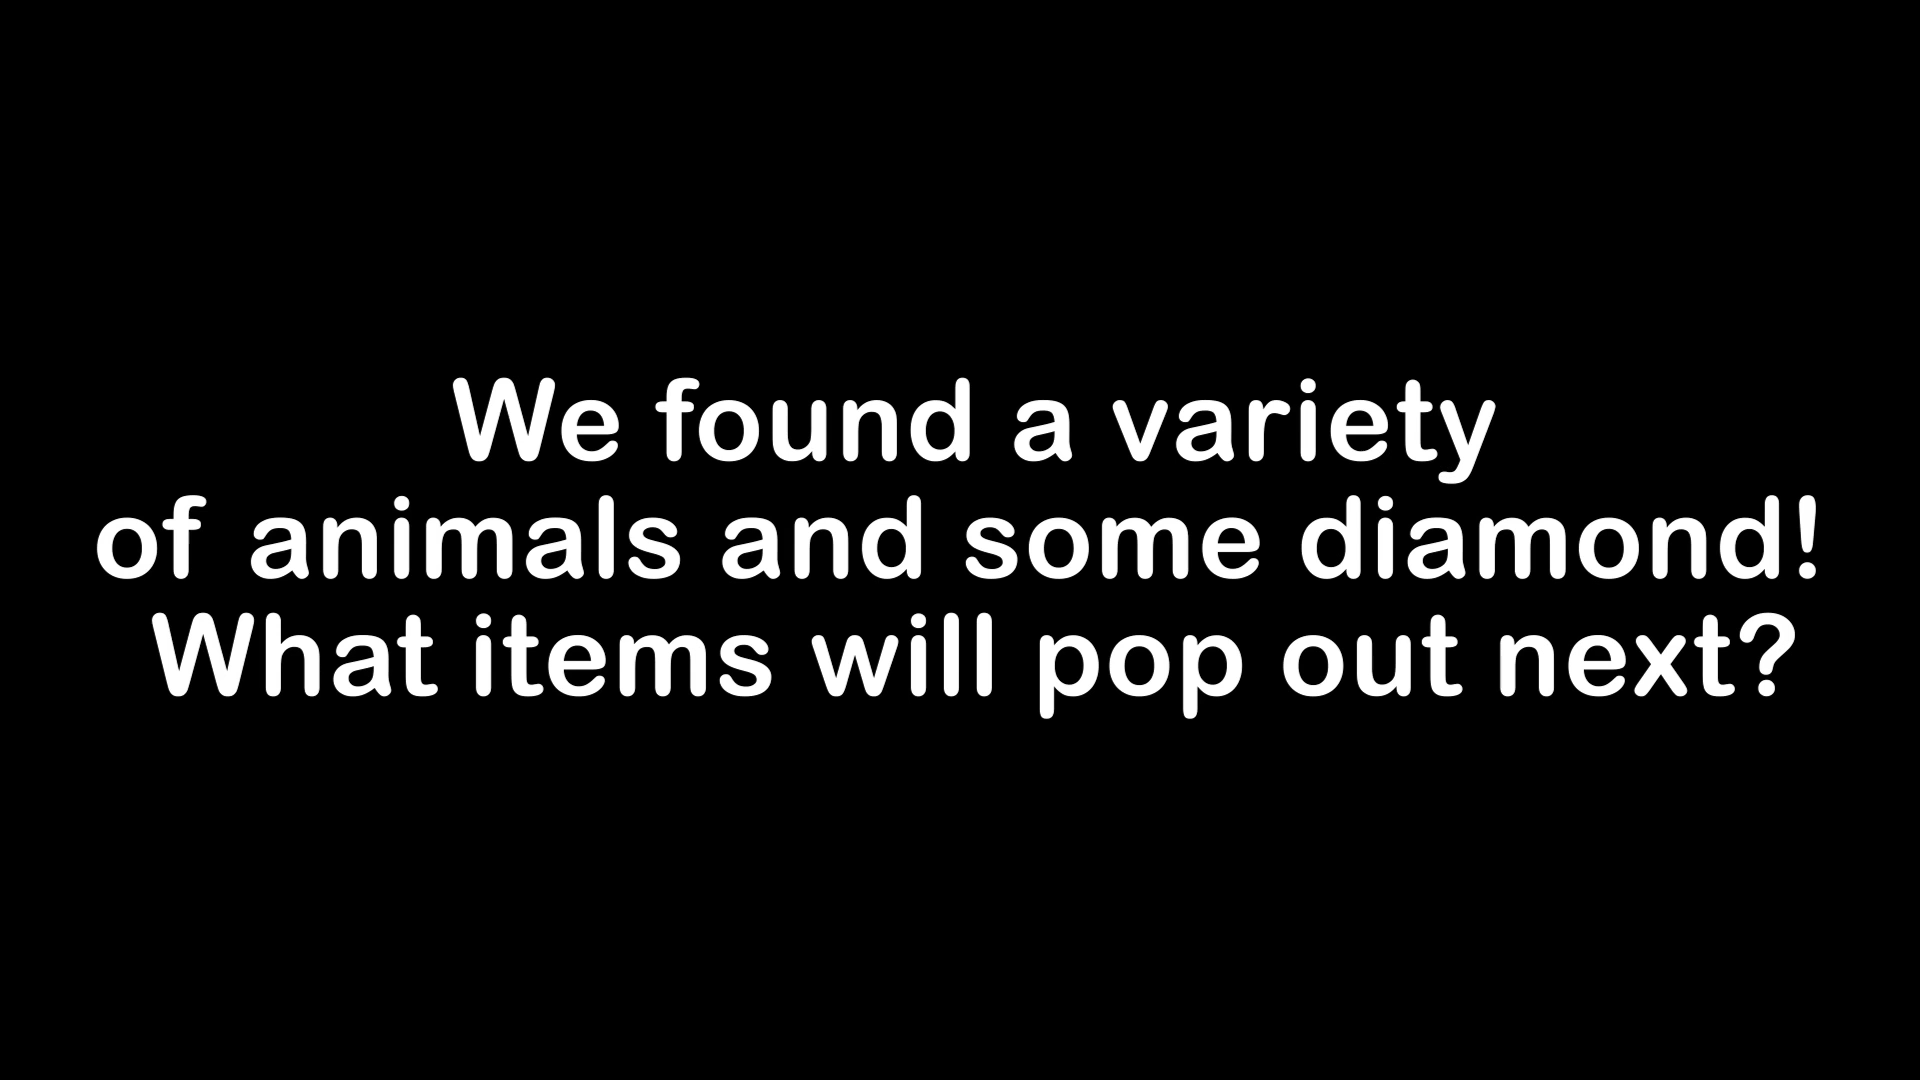 We found a variety
of animals and some diamond!
What items will pop out next?